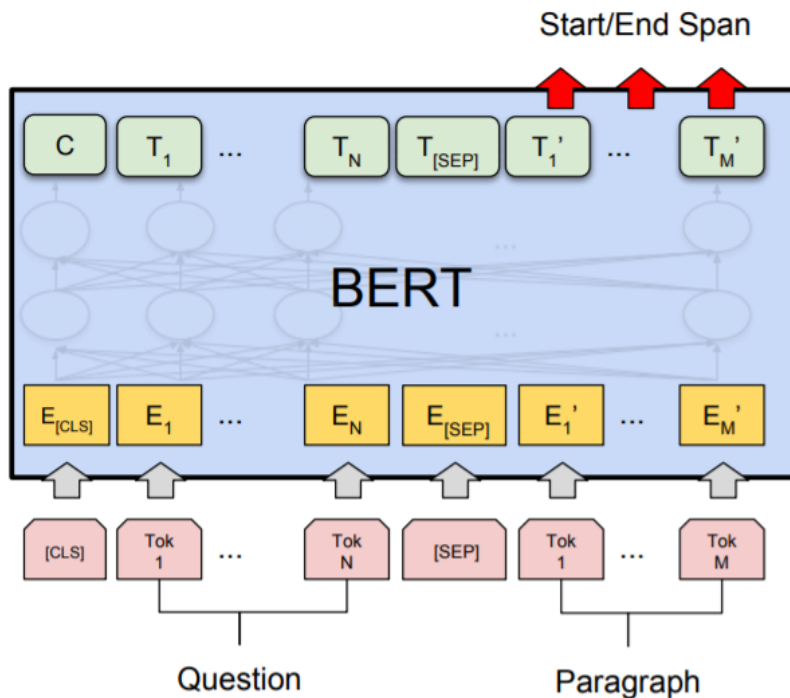 Start/End Span
C T1 ... TN T[SEP] T1’ ... TM’
...
BERT
...
E[CLS] E1 ... EN E[SEP] E1’ ... EM’
[CLS] Tok 1 ... Tok N [SEP] Tok 1 ... Tok M
Question Paragraph